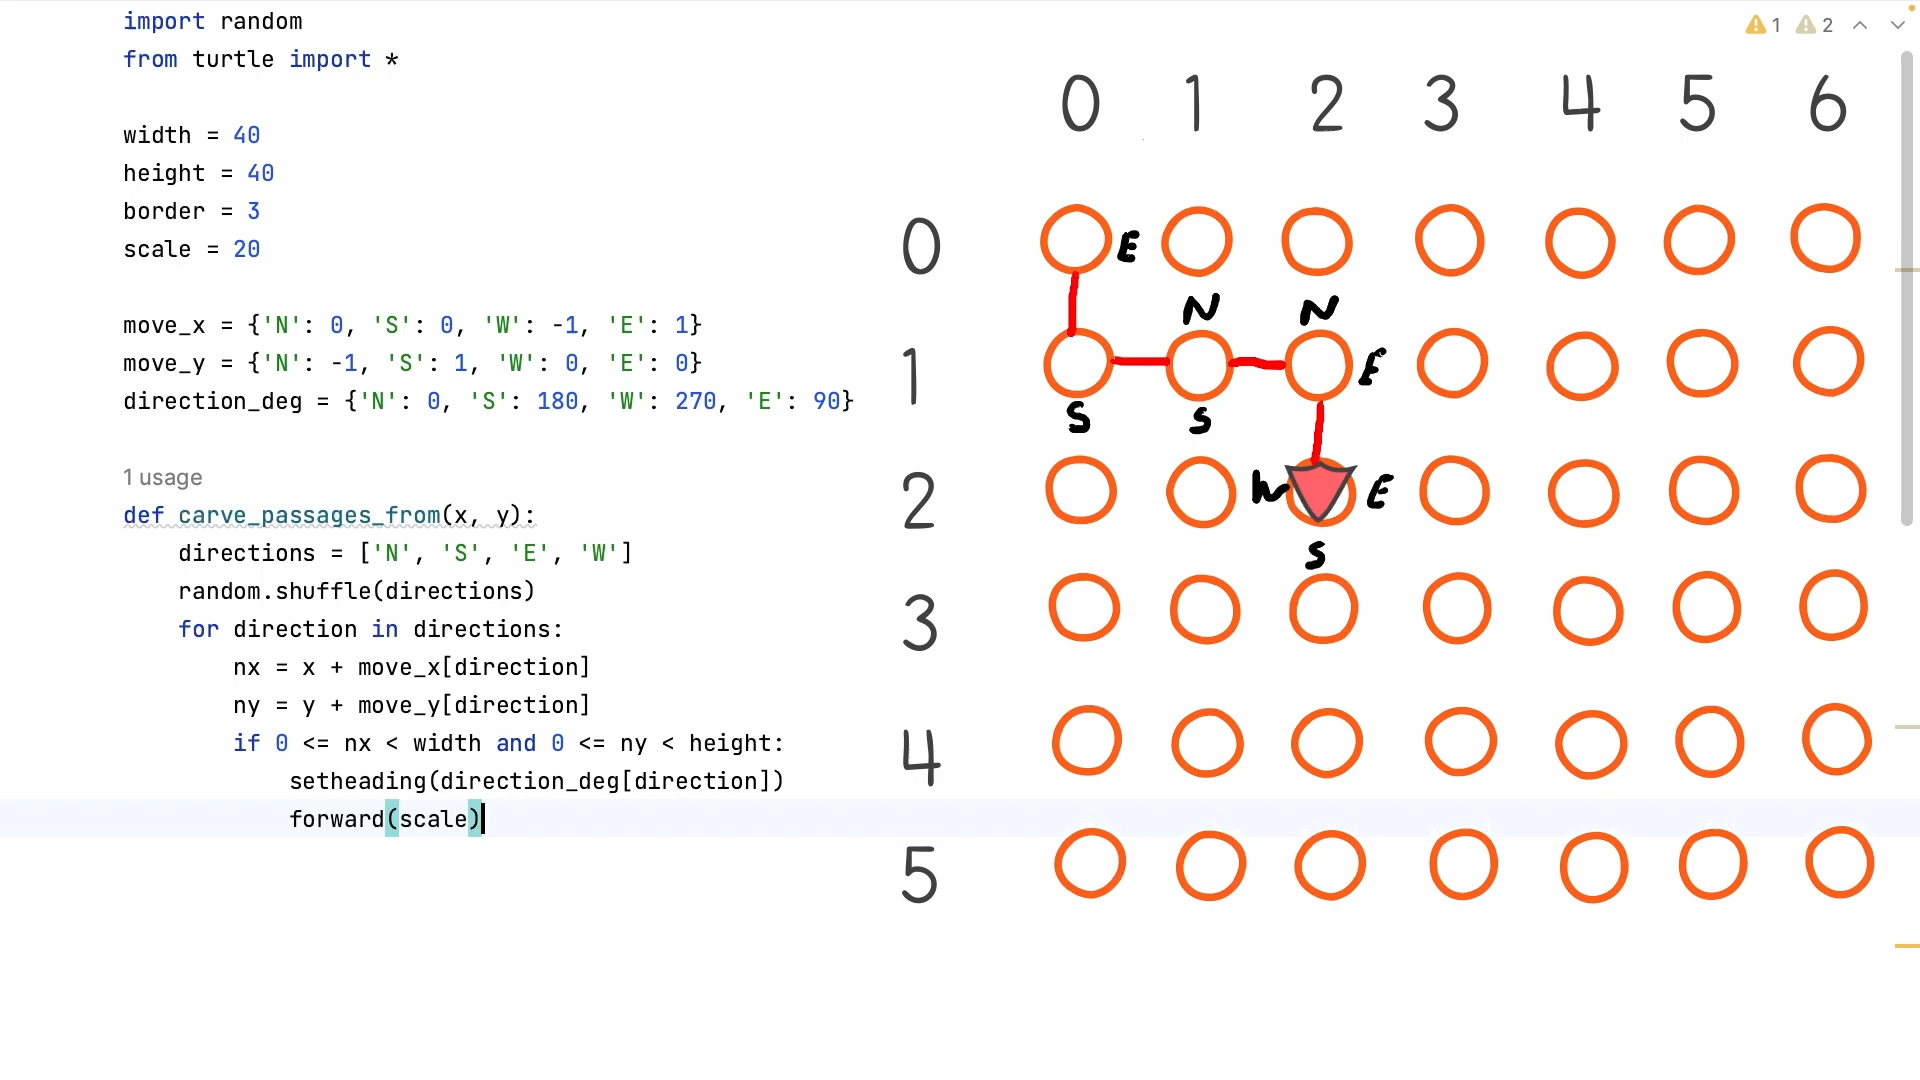 import random
from turtle import *
width = 40
height = 40
border = 3
scale = 20
move_x = {'N': 0, 'S': 0, 'W': -1, 'E': 1}
move_y = {'N': -1, 'S': 1, 'W': 0, 'E': 0}
direction_deg = {'N': 0, 'S': 180, 'W': 270, 'E': 90}
1 usage
def carve_passages_from(x, y):
directions = ['N', 'S', 'E', 'W']
random.shuffle(directions)
for direction in directions:
nx = x + move_x[direction]
ny = y + move_y[direction]
if 0 <= nx < width and 0 <= ny < height:
setheading(direction_deg[direction])
forward(scale)
1 2
0 1 2 3 4 5 6
0 E
N N
1 E
S S
2 W E
S
3
4
5